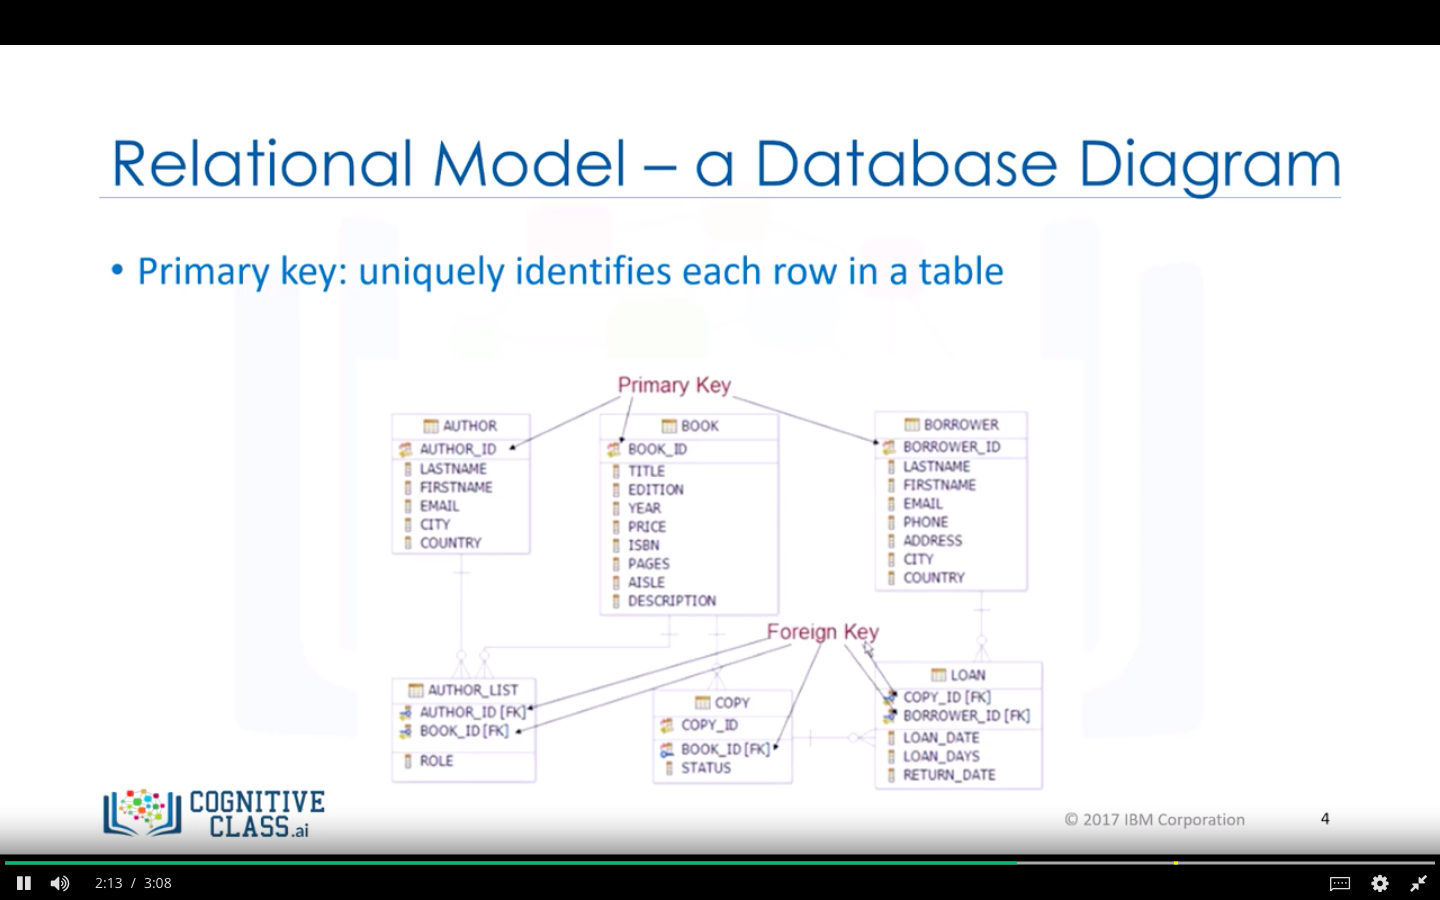 Relational Model – a Database Diagram
• Primary key: uniquely identifies each row in a table
Primary Key
AUTHOR
AUTHOR_ID
LASTNAME
FIRSTNAME
EMAIL
CITY
COUNTRY
BOOK
BOOK_ID
TITLE
EDITION
YEAR
PRICE
ISBN
PAGES
AISLE
DESCRIPTION
BORROWER
BORROWER_ID
LASTNAME
FIRSTNAME
EMAIL
PHONE
ADDRESS
CITY
COUNTRY
Foreign Key
AUTHOR_LIST
AUTHOR_ID [FK]
BOOK_ID [FK]
ROLE
COPY
COPY_ID
BOOK_ID [FK]
STATUS
LOAN
COPY_ID [FK]
BORROWER_ID [FK]
LOAN_DATE
LOAN_DAYS
RETURN_DATE
COGNITIVE
CLASS.ai
© 2017 IBM Corporation
4
2:13 / 3:08